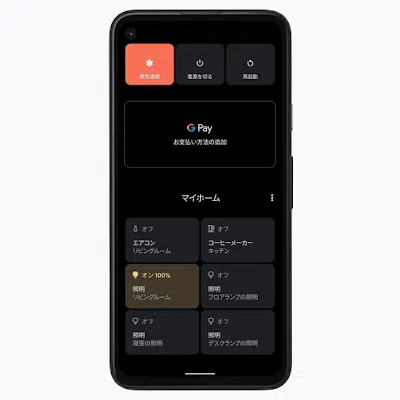 緊急通報
電源を切る
再起動
G Pay
お支払い方法の追加
マイホーム
オフ
エアコン
リビングルーム
オフ
コーヒーメーカー
キッチン
オン 100%
照明
リビングルーム
オフ
照明
フロアランプの照明
オフ
照明
寝室の照明
オフ
照明
デスクランプの照明